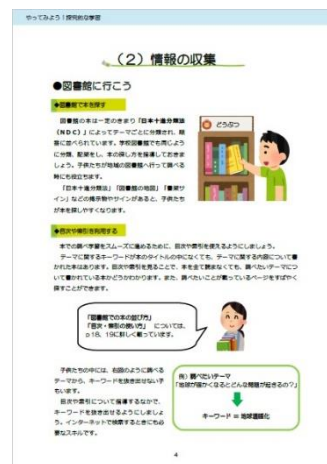 やってみよう!探究的な学習
(2)情報の収集
●図書館に行こう
◆図書館で本を探す
図書館の本は一定のきまり「日本十進分類法
(NDC)」によってテーマごとに分類され、順
番に並べられています。学校図書館でも同じよう
に分類、配架をし、本の探し方を指導しておきま
しょう。子供たちが地域の図書館へ行って調べる
時にも役立ちます。
「日本十進分類法」「図書館の地図」「書架サ
イン」などの掲示物やサインがあると、子供たち
が本を探しやすくなります。
どうぶつ
◆目次や索引を利用する
本での調べ学習をスムーズに進めるために、目次や索引を使えるようにしましょう。
テーマに関するキーワードが本のタイトルの中になくても、テーマに関する内容について書
かれた本はあります。目次や索引を見ることで、本を全て読まなくても、調べたいテーマにつ
いて書かれている本かどうかわかります。また、調べたいことが載っているページをすばやく
探すことができます。
「図書館での本の並び方」
「目次・索引の使い方」 については、
p18、19に詳しく載っています。
子供たちの中には、右図のように調べる
テーマから、キーワードを抜き出せない子
もいます。
目次や索引について指導するなかで、
キーワードを抜き出せるようにしましょ
う。インターネットで検索するときにも必
要なスキルです。
例)調べたいテーマ
「地球が暖かくなるとどんな問題が起きるの?」
キーワード = 地球温暖化
4